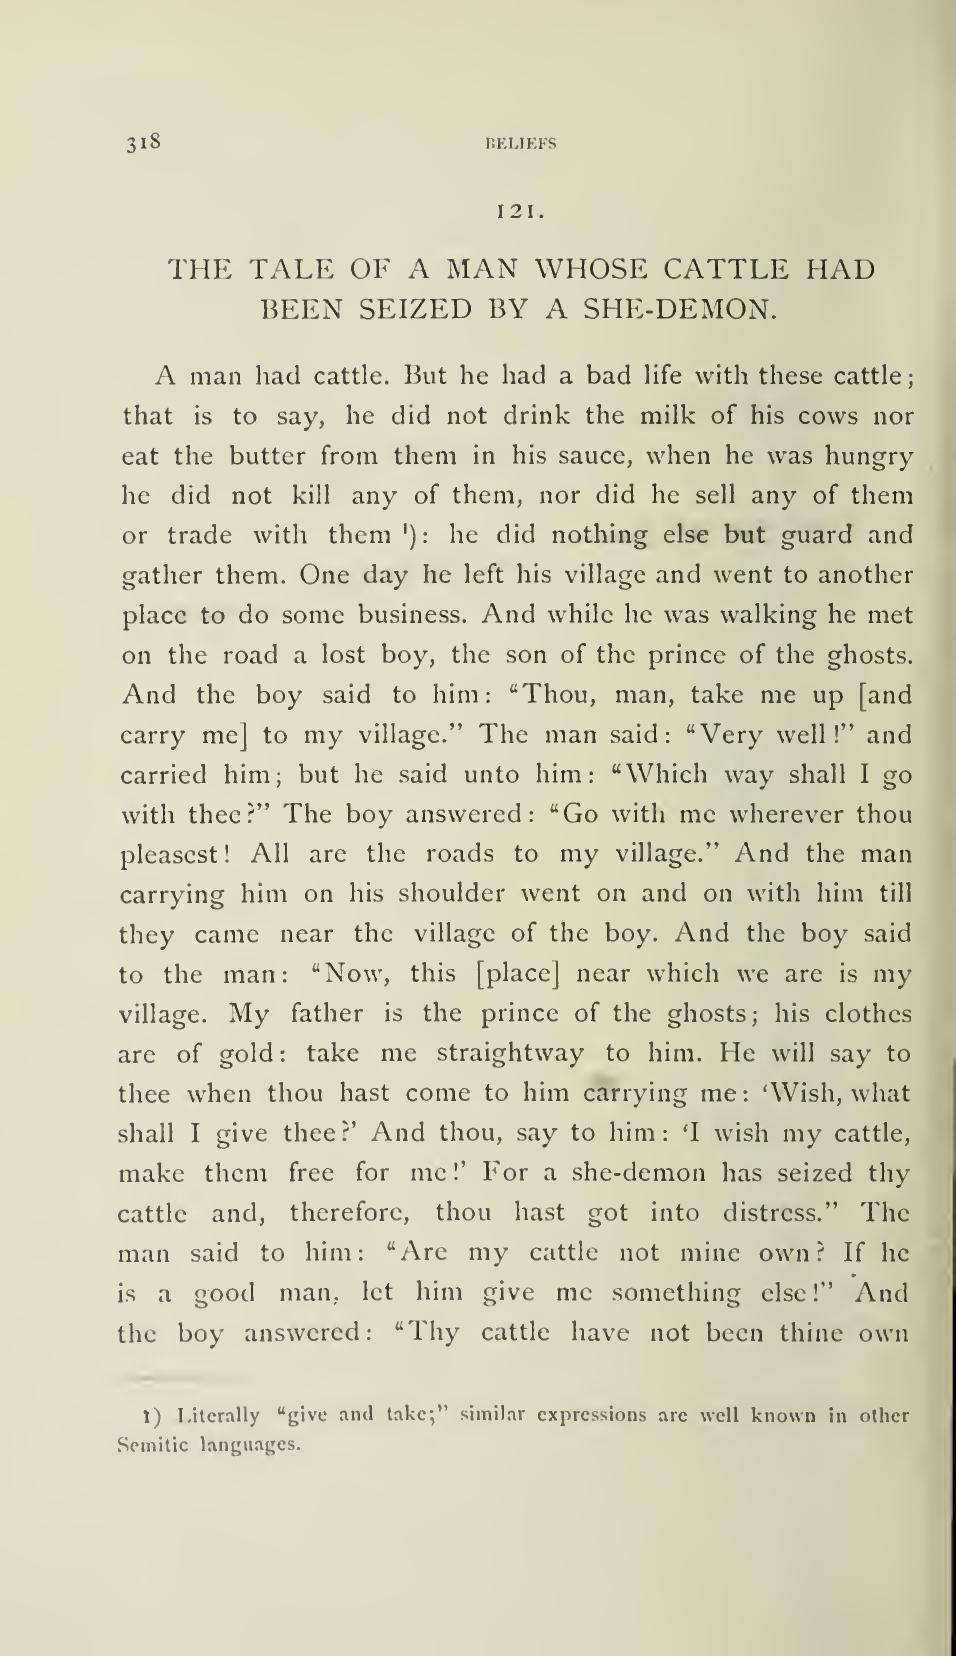 318 BELIEFS
121.
THE TALE OF A MAN WHOSE CATTLE HAD
BEEN SEIZED BY A SHE-DEMON.
A man had cattle. But he had a bad life with these cattle;
that is to say, he did not drink the milk of his cows nor
eat the butter from them in his sauce, when he was hungry
he did not kill any of them, nor did he sell any of them
or trade with them ¹): he did nothing else but guard and
gather them. One day he left his village and went to another
place to do some business. And while he was walking he met
on the road a lost boy, the son of the prince of the ghosts.
And the boy said to him: “Thou, man, take me up [and
carry me] to my village.” The man said: “Very well!” and
carried him; but he said unto him: “Which way shall I go
with thee?” The boy answered: “Go with me wherever thou
pleasest! All are the roads to my village.” And the man
carrying him on his shoulder went on and on with him till
they came near the village of the boy. And the boy said
to the man: “Now, this [place] near which we are is my
village. My father is the prince of the ghosts; his clothes
are of gold: take me straightway to him. He will say to
thee when thou hast come to him carrying me: ‘Wish, what
shall I give thee?’ And thou, say to him: ‘I wish my cattle,
make them free for me!’ For a she-demon has seized thy
cattle and, therefore, thou hast got into distress.” The
man said to him: “Are my cattle not mine own? If he
is a good man, let him give me something else!” And
the boy answered: “Thy cattle have not been thine own
1) Literally “give and take;” similar expressions are well known in other
Semitic languages.